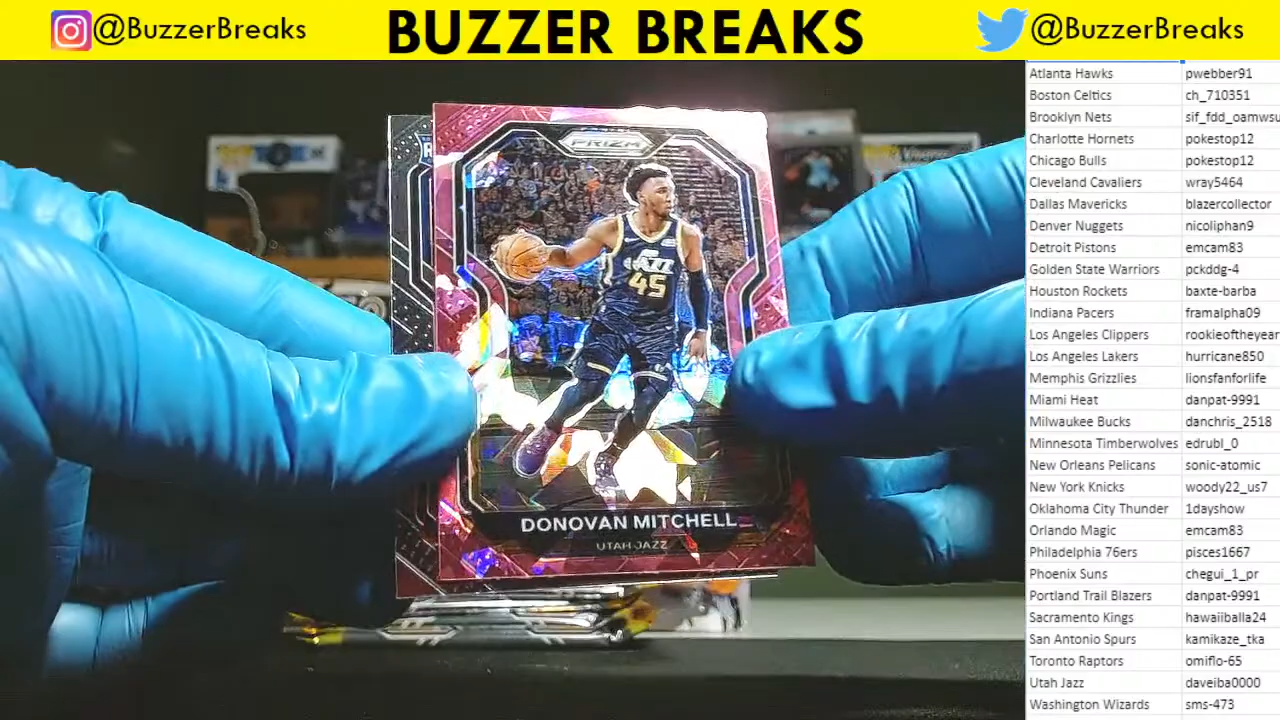 @BuzzerBreaks
BUZZER BREAKS
@BuzzerBreaks
PRIZM
JAZZ
45
DONOVAN MITCHELL
UTAH JAZZ
Atlanta Hawks pwebber91
Boston Celtics ch_710351
Brooklyn Nets sif_fdd_oamwsu
Charlotte Hornets pokestop12
Chicago Bulls pokestop12
Cleveland Cavaliers wray5464
Dallas Mavericks blazercollector
Denver Nuggets nicoliphan9
Detroit Pistons emcam83
Golden State Warriors pckddg-4
Houston Rockets baxte-barba
Indiana Pacers framalpha09
Los Angeles Clippers rookieoftheyear
Los Angeles Lakers hurricane850
Memphis Grizzlies lionsfanforlife
Miami Heat danpat-9991
Milwaukee Bucks danchris_2518
Minnesota Timberwolves edrubl_0
New Orleans Pelicans sonic-atomic
New York Knicks woody22_us7
Oklahoma City Thunder 1dayshow
Orlando Magic emcam83
Philadelphia 76ers pisces1667
Phoenix Suns chegui_1_pr
Portland Trail Blazers danpat-9991
Sacramento Kings hawaiiballa24
San Antonio Spurs kamikaze_tka
Toronto Raptors omiflo-65
Utah Jazz daveiba0000
Washington Wizards sms-473